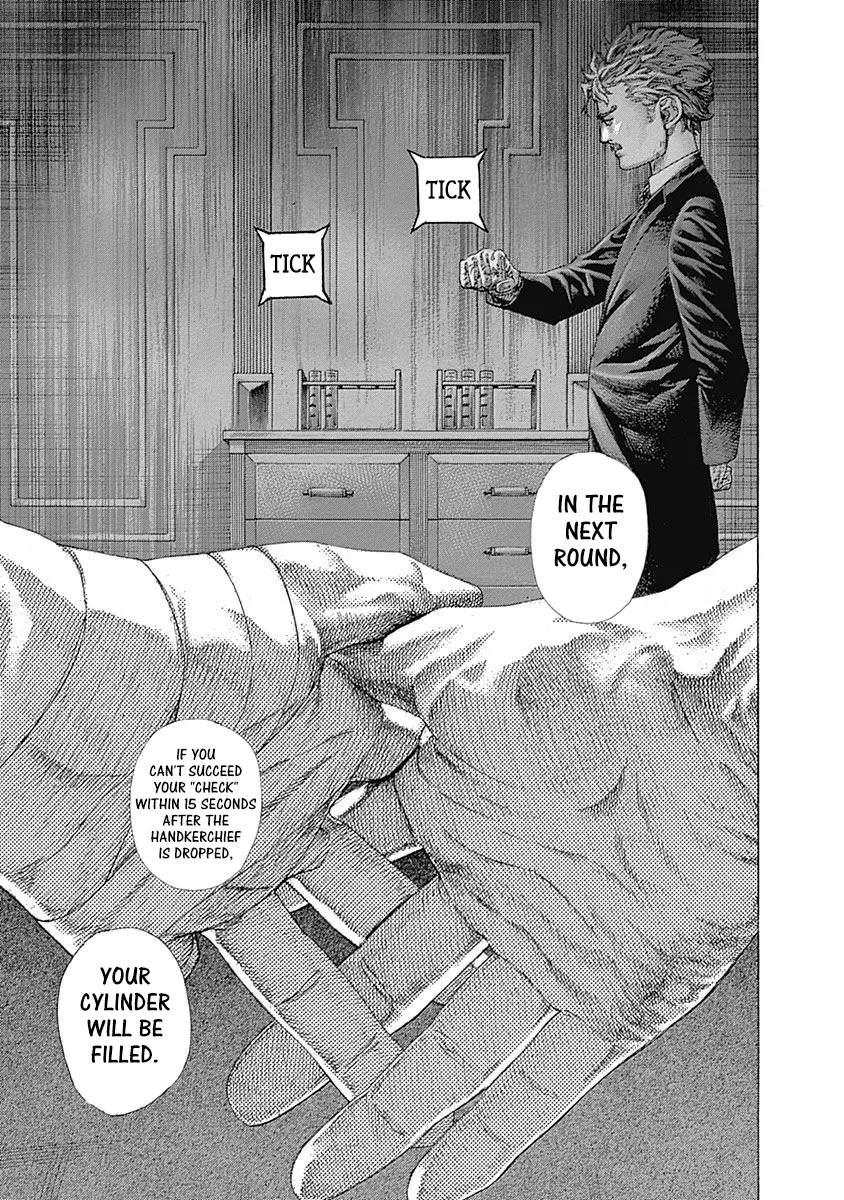 TICK
TICK
IN THE
NEXT
ROUND,
IF YOU
CAN'T SUCCEED
YOUR "CHECK"
WITHIN 15 SECONDS
AFTER THE
HANDKERCHIEF
IS DROPPED,
YOUR
CYLINDER
WILL BE
FILLED.